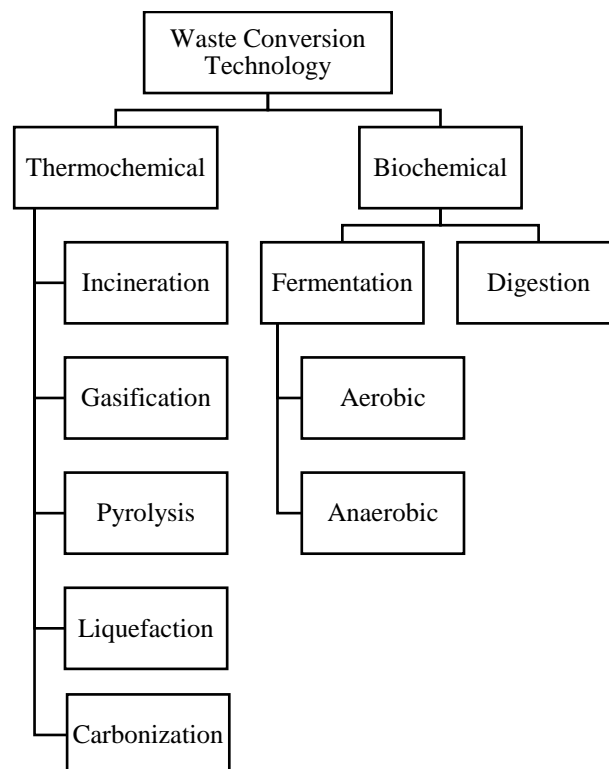 Waste Conversion
Technology
Thermochemical
Biochemical
Incineration
Fermentation
Digestion
Gasification
Aerobic
Pyrolysis
Anaerobic
Liquefaction
Carbonization